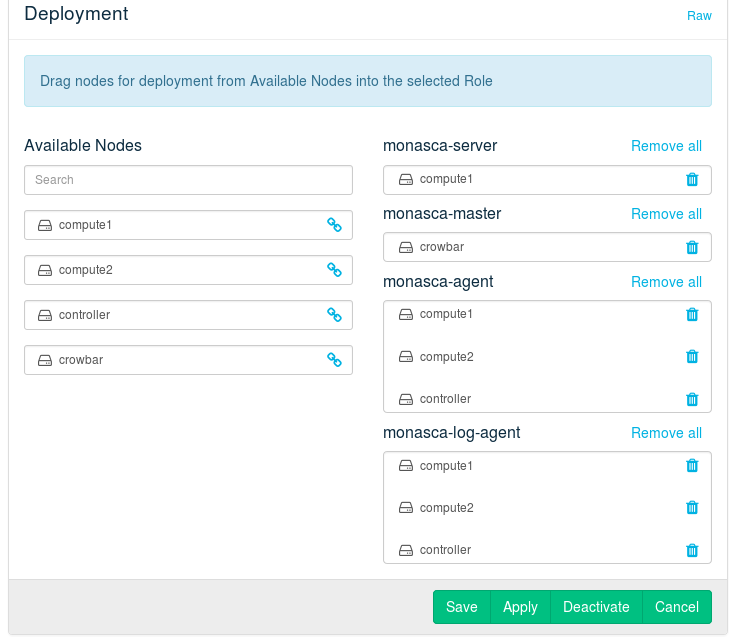 Deployment
Raw
Drag nodes for deployment from Available Nodes into the selected Role
Available Nodes
Search
compute1
compute2
controller
crowbar
monasca-server
Remove all
compute1
monasca-master
Remove all
crowbar
monasca-agent
Remove all
compute1
compute2
controller
monasca-log-agent
Remove all
compute1
compute2
controller
Save
Apply
Deactivate
Cancel